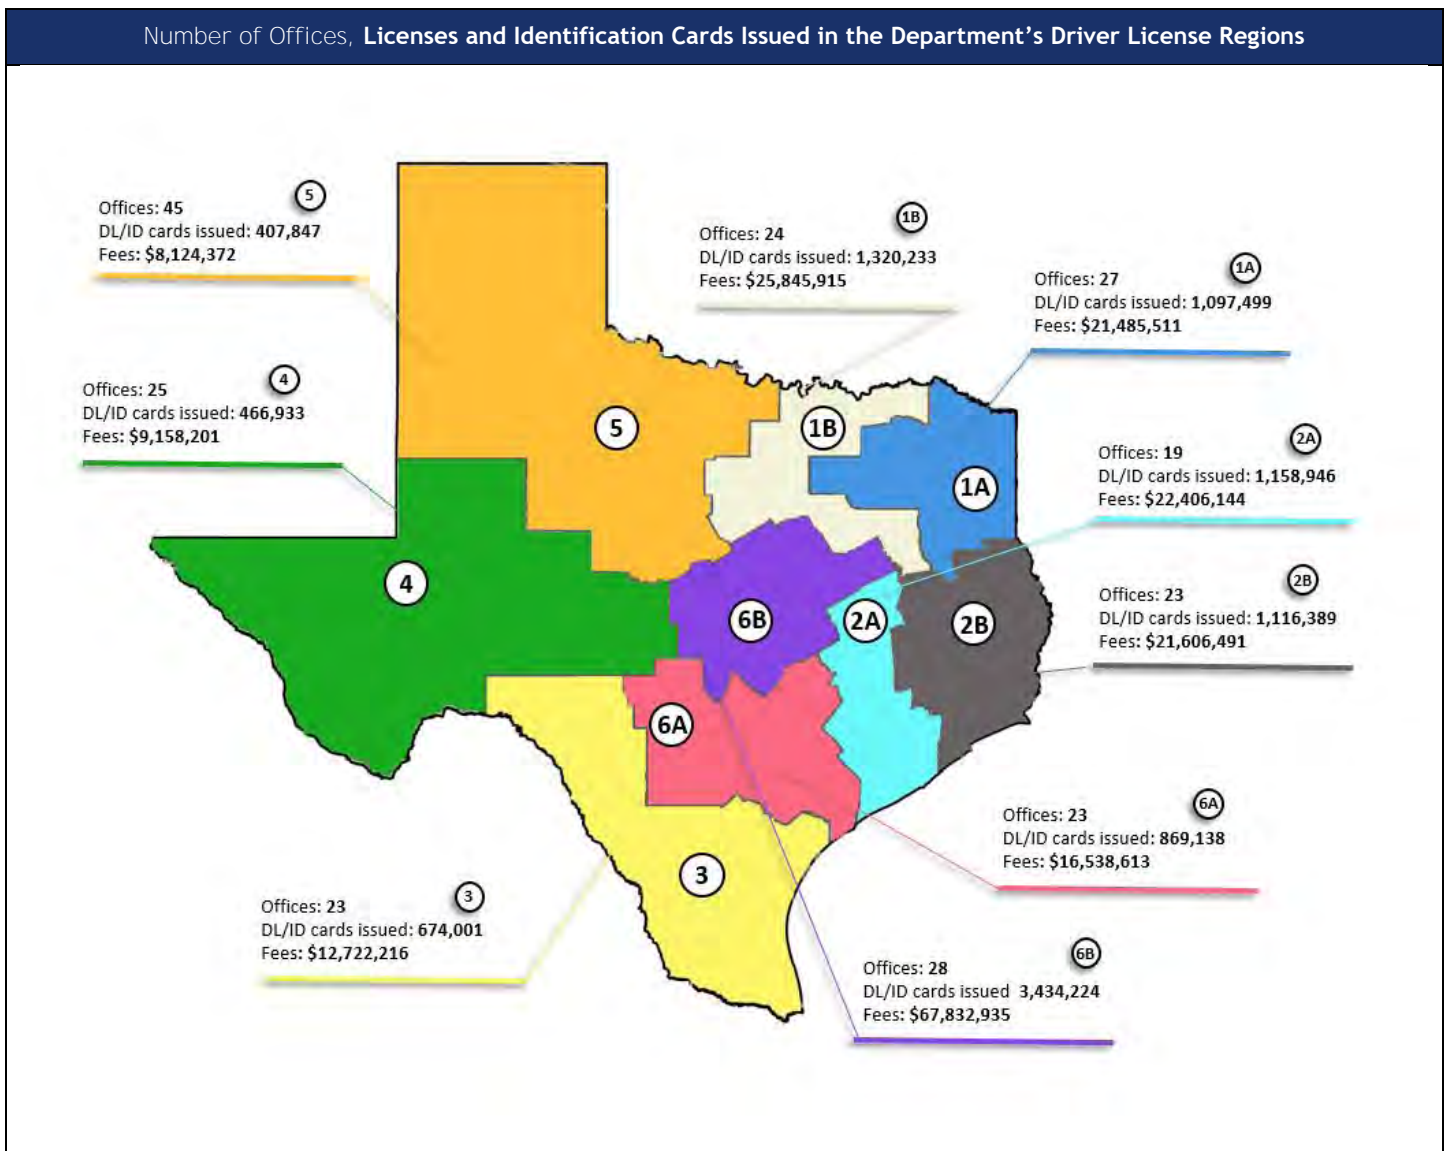 Number of Offices, Licenses and Identification Cards Issued in the Department’s Driver License Regions
5
Offices: 45
DL/ID cards issued: 407,847
Fees: $8,124,372
1B
Offices: 24
DL/ID cards issued: 1,320,233
Fees: $25,845,915
1A
Offices: 27
DL/ID cards issued: 1,097,499
Fees: $21,485,511
4
Offices: 25
DL/ID cards issued: 466,933
Fees: $9,158,201
2A
Offices: 19
DL/ID cards issued: 1,158,946
Fees: $22,406,144
2B
Offices: 23
DL/ID cards issued: 1,116,389
Fees: $21,606,491
5
1B
1A
4
6B
2A
2B
6A
3
6A
Offices: 23
DL/ID cards issued: 869,138
Fees: $16,538,613
3
Offices: 23
DL/ID cards issued: 674,001
Fees: $12,722,216
6B
Offices: 28
DL/ID cards issued 3,434,224
Fees: $67,832,935